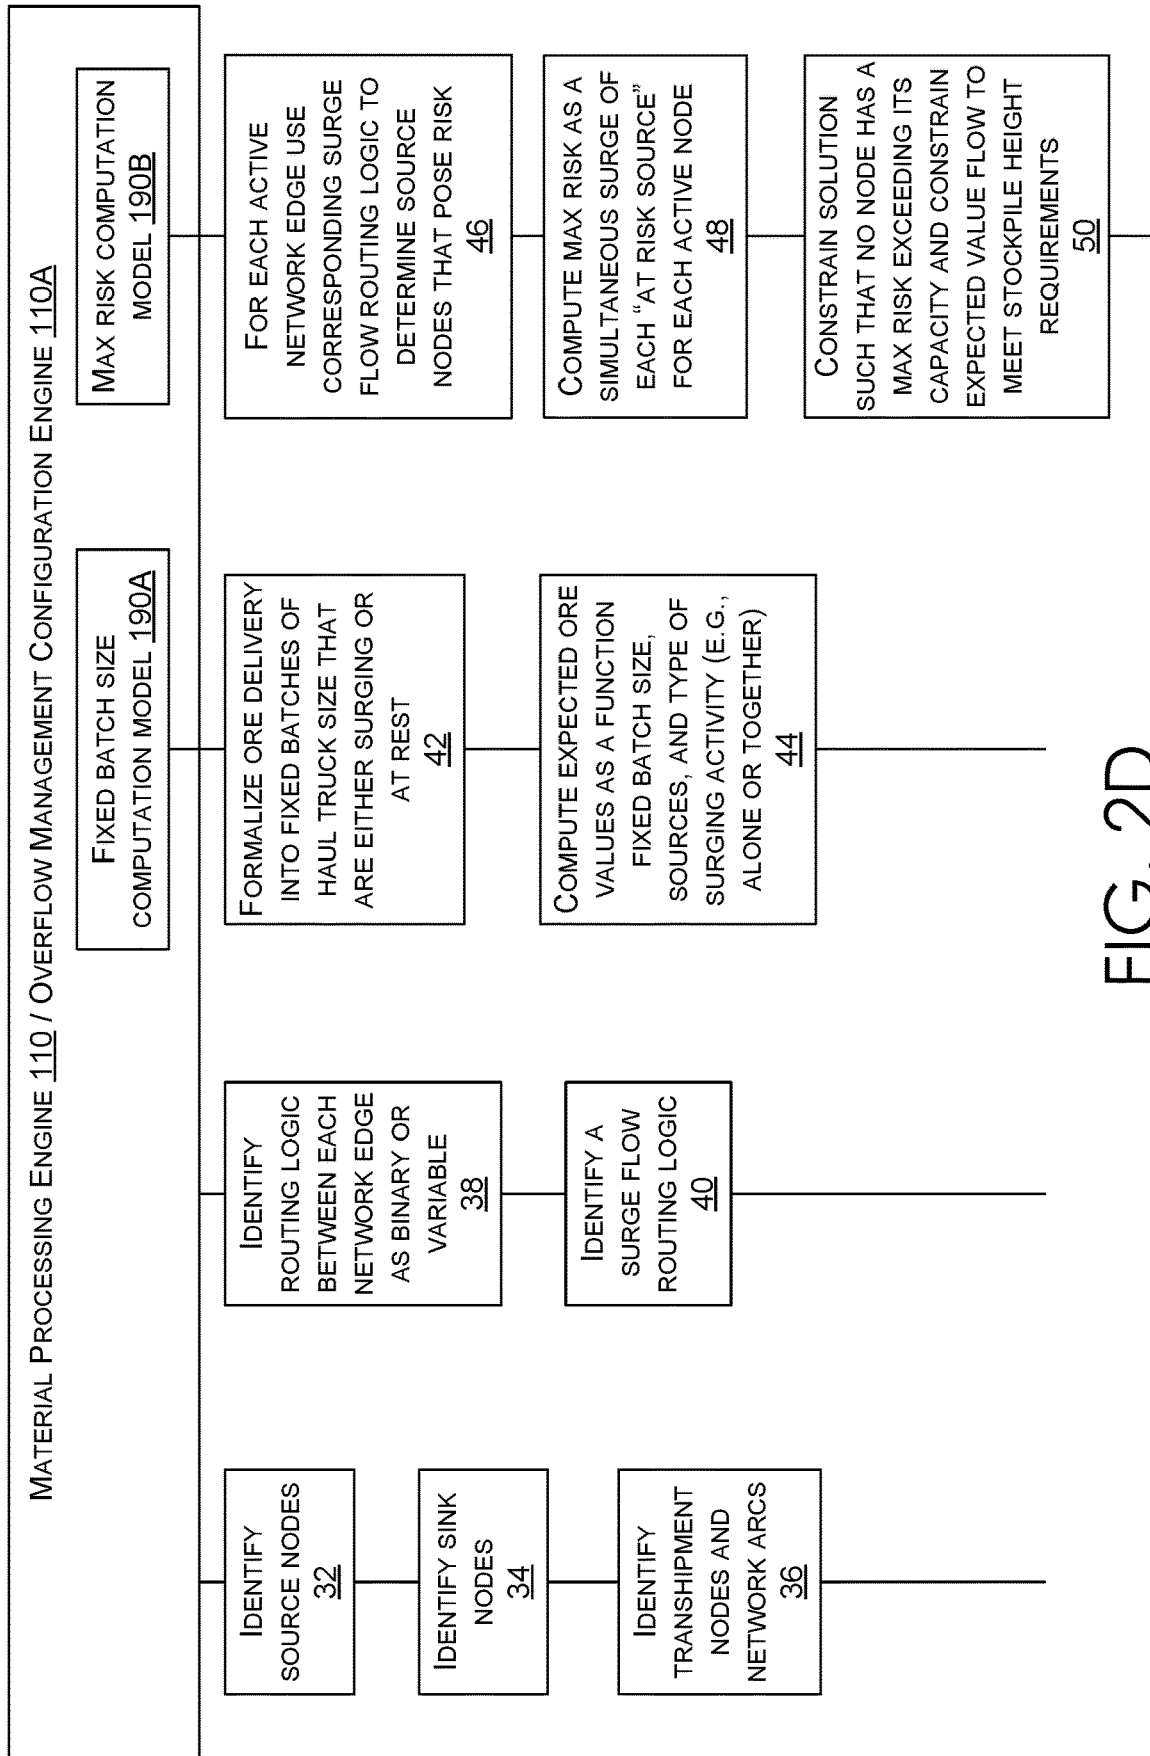 MATERIAL PROCESSING ENGINE 110 / OVERFLOW MANAGEMENT CONFIGURATION ENGINE 110A
FIXED BATCH SIZE
COMPUTATION MODEL 190A
MAX RISK COMPUTATION
MODEL 190B
IDENTIFY
SOURCE NODES
32
IDENTIFY SINK
NODES
34
IDENTIFY
TRANSHIPMENT
NODES AND
NETWORK ARCS
36
IDENTIFY
ROUTING LOGIC
BETWEEN EACH
NETWORK EDGE
AS BINARY OR
VARIABLE
38
IDENTIFY A
SURGE FLOW
ROUTING LOGIC
40
FORMALIZE ORE DELIVERY
INTO FIXED BATCHES OF
HAUL TRUCK SIZE THAT
ARE EITHER SURGING OR
AT REST
42
COMPUTE EXPECTED ORE
VALUES AS A FUNCTION
FIXED BATCH SIZE,
SOURCES, AND TYPE OF
SURGING ACTIVITY (E.G.,
ALONE OR TOGETHER)
44
FOR EACH ACTIVE
NETWORK EDGE USE
CORRESPONDING SURGE
FLOW ROUTING LOGIC TO
DETERMINE SOURCE
NODES THAT POSE RISK
46
COMPUTE MAX RISK AS A
SIMULTANEOUS SURGE OF
EACH “AT RISK SOURCE”
FOR EACH ACTIVE NODE
48
CONSTRAIN SOLUTION
SUCH THAT NO NODE HAS A
MAX RISK EXCEEDING ITS
CAPACITY AND CONSTRAIN
EXPECTED VALUE FLOW TO
MEET STOCKPILE HEIGHT
REQUIREMENTS
50
FIG. 2D